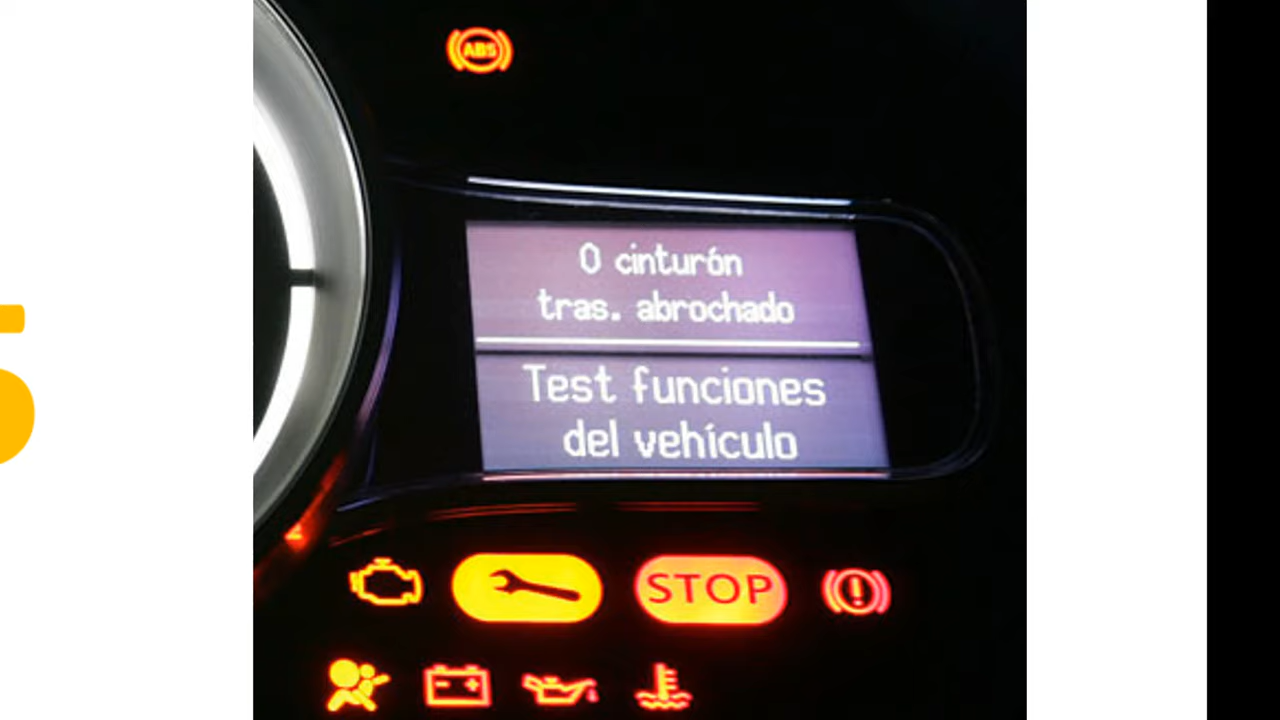 ABS
0 cinturón
tras. abrochado
Test funciones
del vehículo
STOP